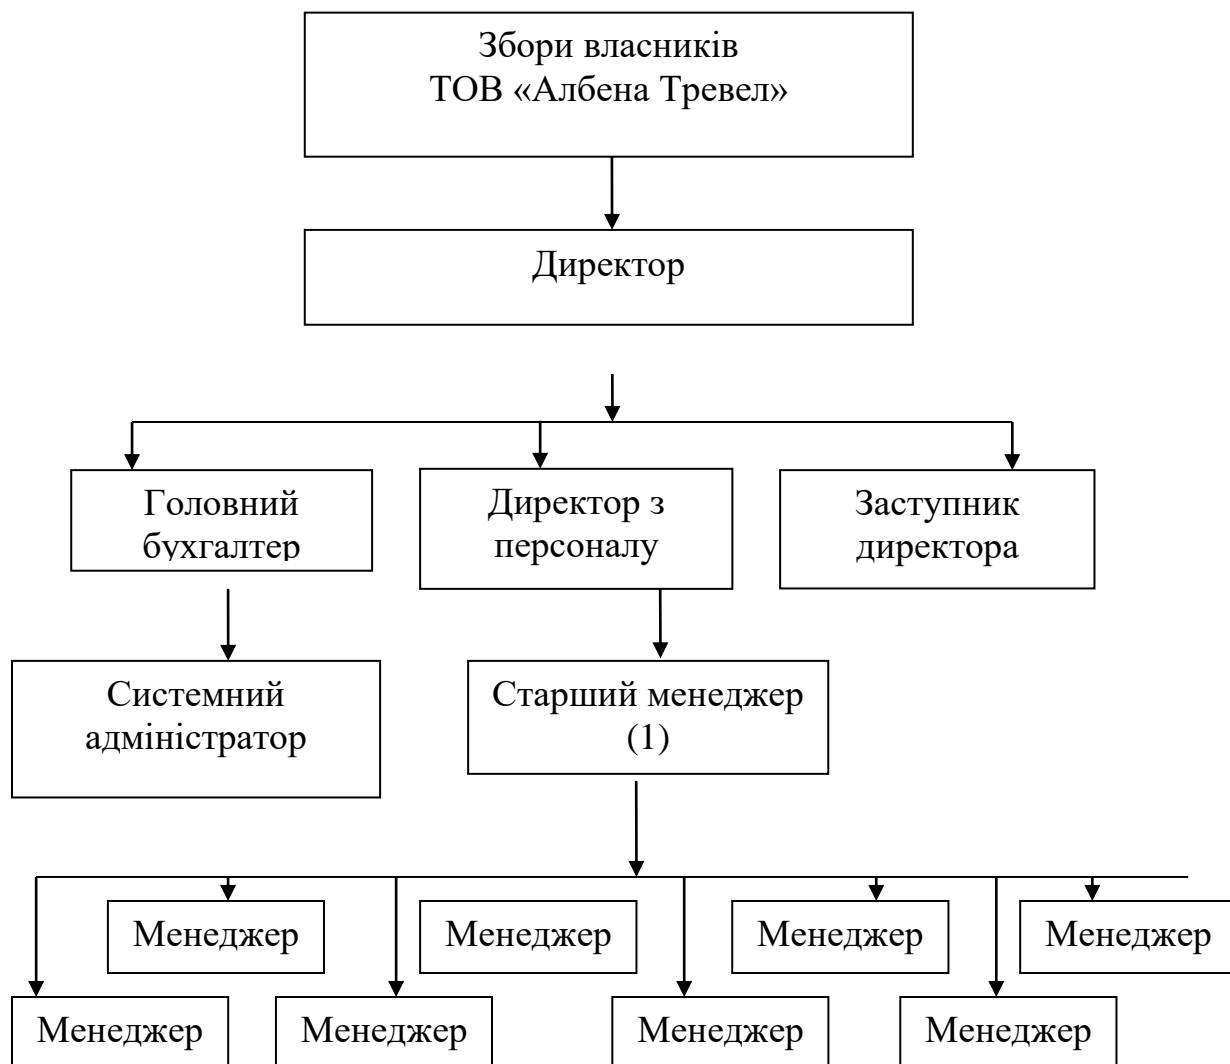 Збори власників
ТОВ «Албена Тревел»
Директор
Головний
бухгалтер
Директор з
персоналу
Заступник
директора
Системний
адміністратор
Старший менеджер
(1)
Менеджер
Менеджер
Менеджер
Менеджер
Менеджер
Менеджер
Менеджер
Менеджер